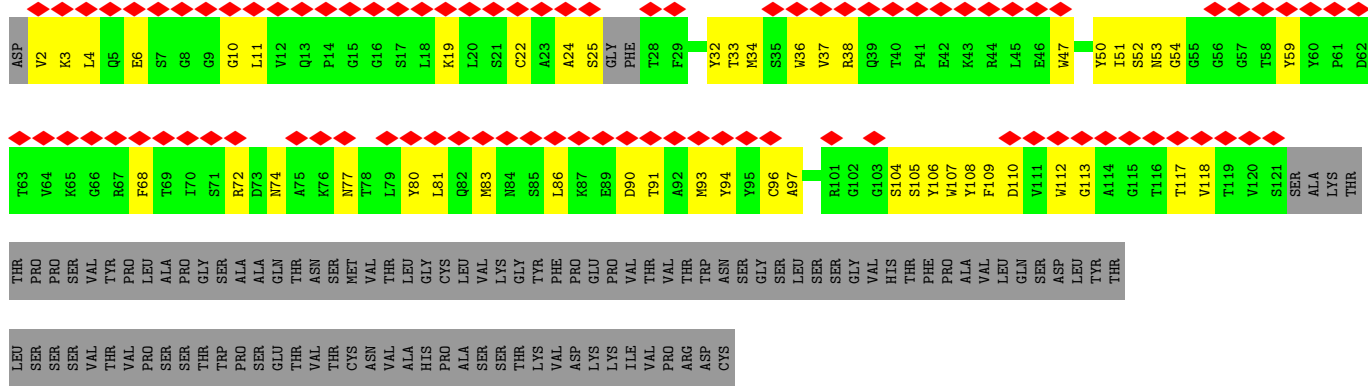 ASP V2 K3 L4 Q5 E6 S7 G8 G9 G10 L11 V12 Q13 P14 G15 G16 S17 L18 K19 L20 S21 C22 A23 A24 S25 GLY PHE T28 F29 Y32 T33 M34 S35 W36 V37 R38 Q39 T40 P41 E42 K43 R44 L45 E46 W47 Y50 I51 S52 N53 G54 G55 G56 G57 T58 Y59 Y60 P61 D62
T63 V64 K65 G66 R67 F68 T69 I70 S71 R72 D73 N74 A75 K76 N77 T78 L79 Y80 L81 Q82 M83 N84 S85 L86 K87 E89 D90 T91 A92 M93 Y94 Y95 C96 A97 R101 G102 G103 S104 S105 Y106 W107 Y108 F109 D110 V111 W112 G113 A114 G115 T116 T117 V118 T119 V120 S121 SER ALA LYS THR
THR PRO PRO SER VAL TYR PRO LEU ALA PRO GLY SER ALA ALA GLN THR ASN SER MET VAL THR LEU GLY CYS LEU VAL LYS GLY TYR PHE PRO GLU PRO VAL THR VAL THR TRP ASN SER GLY SER LEU SER SER GLY VAL HIS THR PHE PRO ALA VAL LEU GLN SER ASP LEU TYR THR
LEU SER SER SER VAL THR VAL PRO SER SER THR TRP PRO SER GLU THR VAL THR CYS ASN VAL ALA HIS PRO ALA SER SER THR LYS VAL ASP LYS LYS ILE VAL PRO ARG ASP CYS